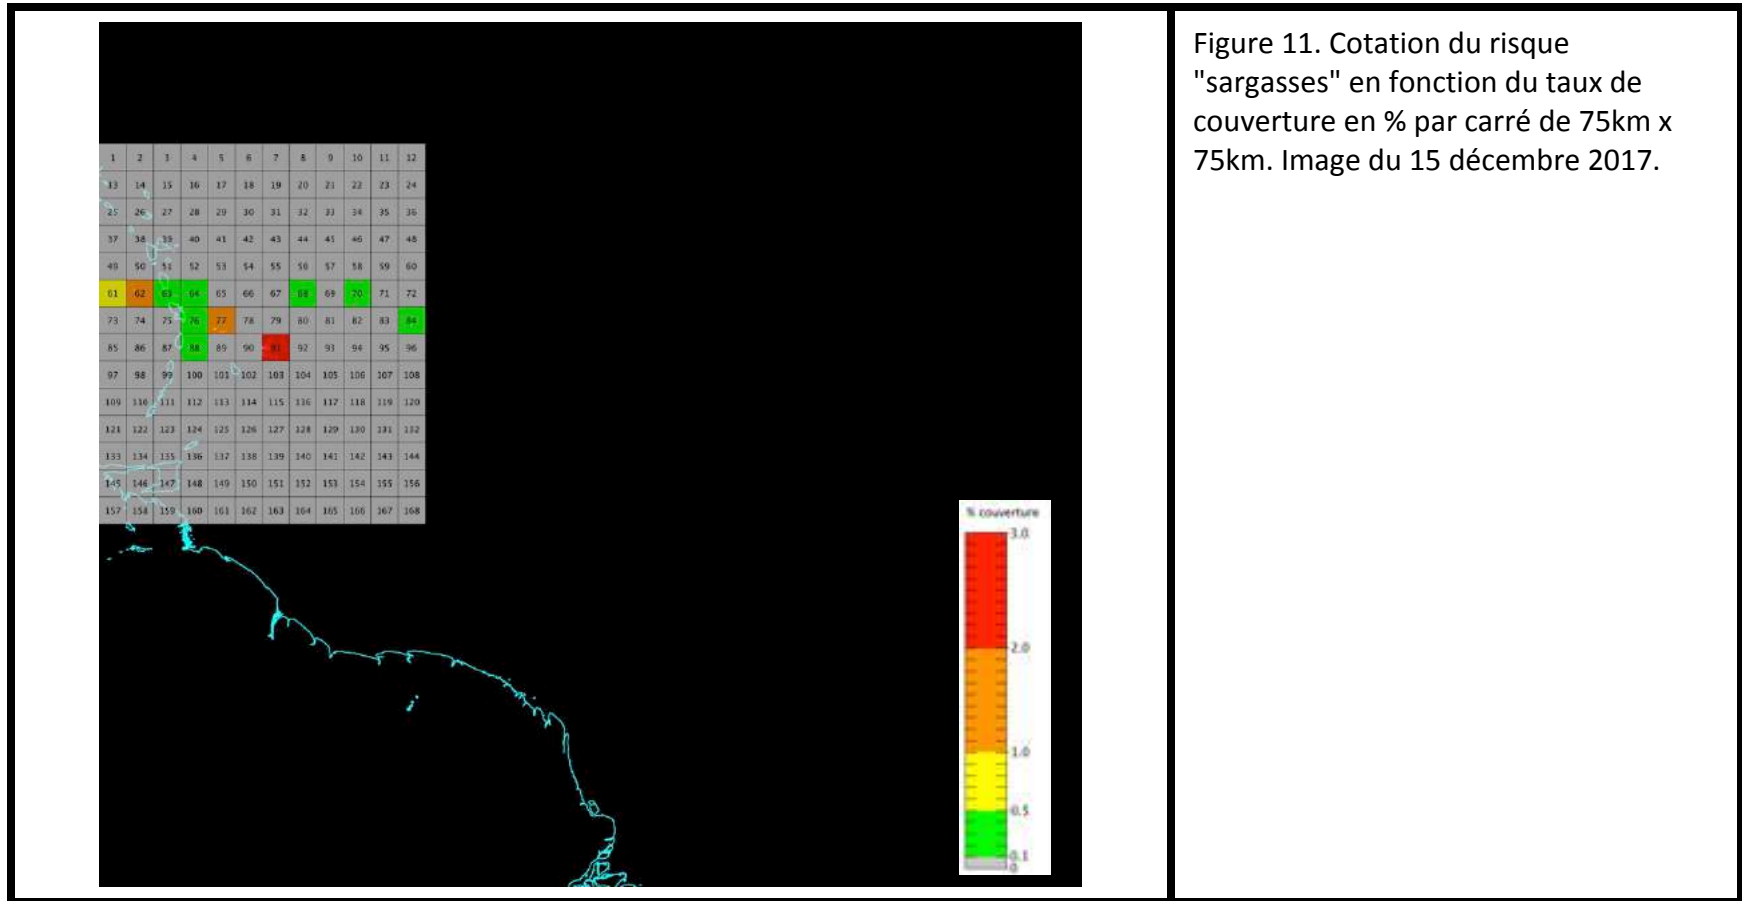 1 2 3 4 5 6 7 8 9 10 11 12
13 14 15 16 17 18 19 20 21 22 23 24
25 26 27 28 29 30 31 32 33 34 35 36
37 38 39 40 41 42 43 44 45 46 47 48
49 50 51 52 53 54 55 56 57 58 59 60
61 62 63 64 65 66 67 68 69 70 71 72
73 74 75 76 77 78 79 80 81 82 83 84
85 86 87 88 89 90 91 92 93 94 95 96
97 98 99 100 101 102 103 104 105 106 107 108
109 110 111 112 113 114 115 116 117 118 119 120
121 122 123 124 125 126 127 128 129 130 131 132
133 134 135 136 137 138 139 140 141 142 143 144
145 146 147 148 149 150 151 152 153 154 155 156
157 158 159 160 161 162 163 164 165 166 167 168
% couverture
3.0
2.0
1.0
0.5
0.1
0
Figure 11. Cotation du risque
"sargasses" en fonction du taux de
couverture en % par carré de 75km x
75km. Image du 15 décembre 2017.